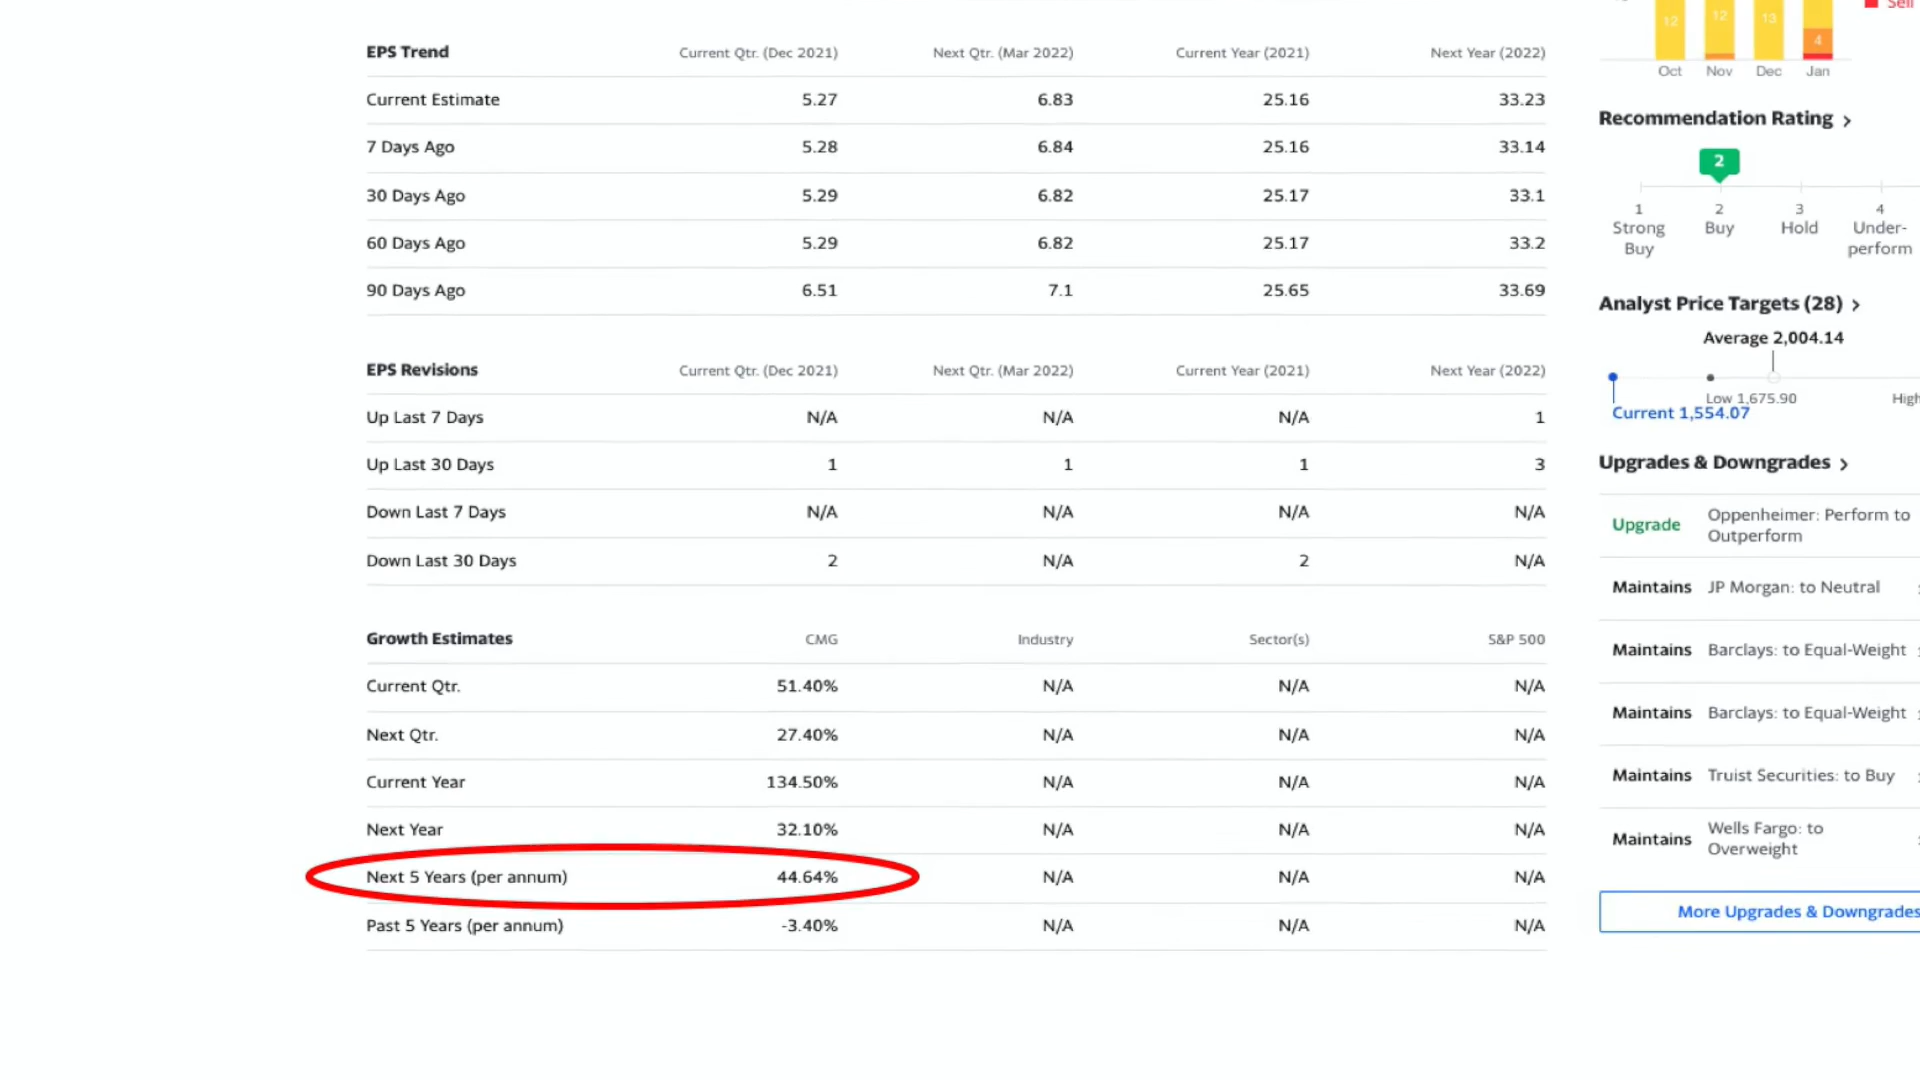 EPS Trend Current Qtr. (Dec 2021) Next Qtr. (Mar 2022) Current Year (2021) Next Year (2022)
Current Estimate 5.27 6.83 25.16 33.23
7 Days Ago 5.28 6.84 25.16 33.14
30 Days Ago 5.29 6.82 25.17 33.1
60 Days Ago 5.29 6.82 25.17 33.2
90 Days Ago 6.51 7.1 25.65 33.69
EPS Revisions Current Qtr. (Dec 2021) Next Qtr. (Mar 2022) Current Year (2021) Next Year (2022)
Up Last 7 Days N/A N/A N/A 1
Up Last 30 Days 1 1 1 3
Down Last 7 Days N/A N/A N/A N/A
Down Last 30 Days 2 N/A 2 N/A
Growth Estimates CMG Industry Sector(s) S&P 500
Current Qtr. 51.40% N/A N/A N/A
Next Qtr. 27.40% N/A N/A N/A
Current Year 134.50% N/A N/A N/A
Next Year 32.10% N/A N/A N/A
Next 5 Years (per annum) 44.64% N/A N/A N/A
Past 5 Years (per annum) -3.40% N/A N/A N/A
Sell
12 12 13
4
Oct Nov Dec Jan
Recommendation Rating >
2
1 2 3 4
Strong Buy Hold Under-
Buy perform
Analyst Price Targets (28) >
Average 2,004.14
Low 1,675.90 High
Current 1,554.07
Upgrades & Downgrades >
Upgrade Oppenheimer: Perform to
Outperform
Maintains JP Morgan: to Neutral
Maintains Barclays: to Equal-Weight
Maintains Barclays: to Equal-Weight
Maintains Truist Securities: to Buy
Maintains Wells Fargo: to
Overweight
More Upgrades & Downgrades